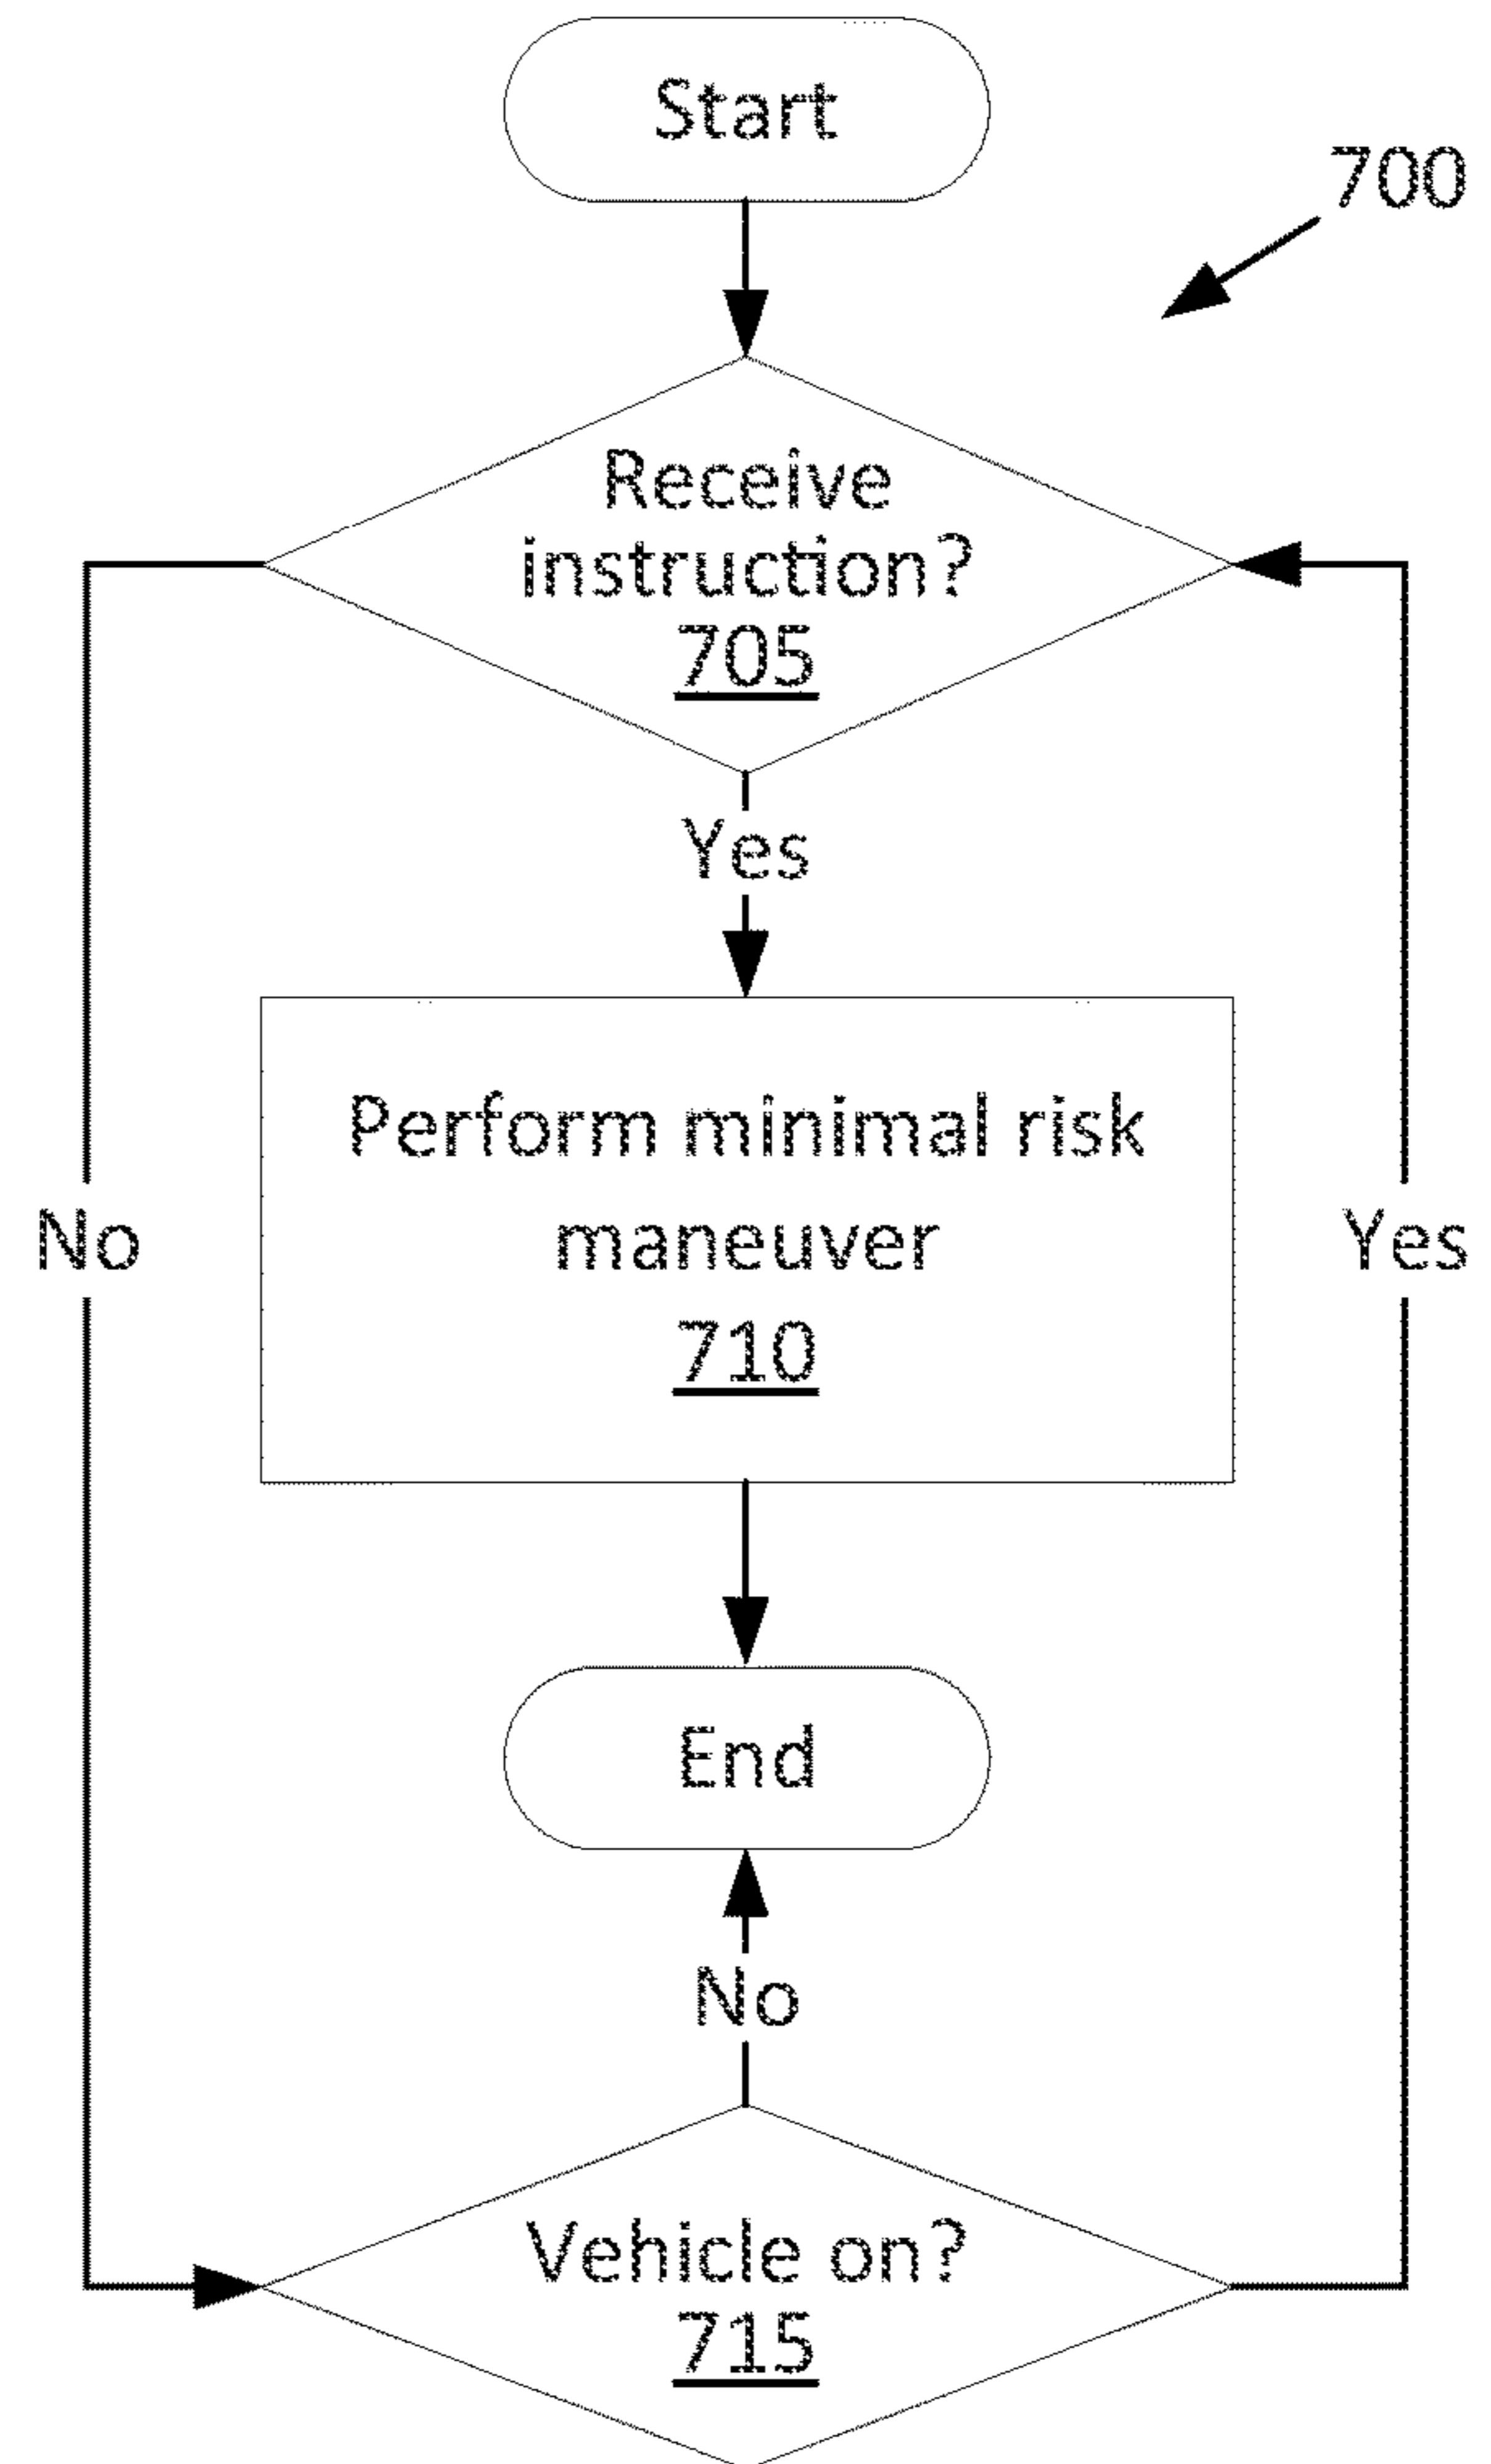 Start
700
Receive
instruction?
705
Yes
Perform minimal risk
maneuver
710
No
Yes
End
No
Vehicle on?
715